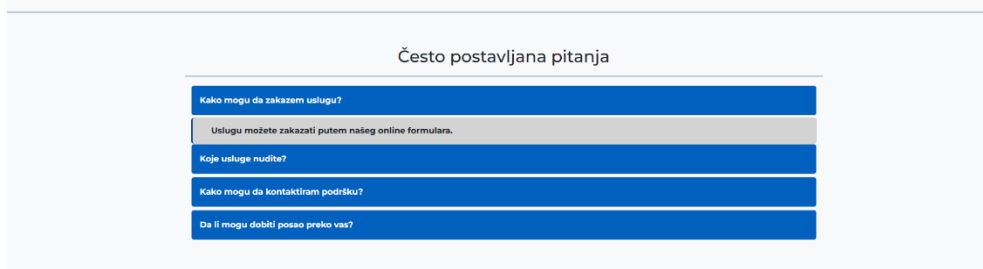 Često postavljana pitanja
Kako mogu da zakazem uslugu?
Uslugu možete zakazati putem našeg online formulara.
Koje usluge nudite?
Kako mogu da kontaktiram podršku?
Da li mogu dobiti posao preko vas?